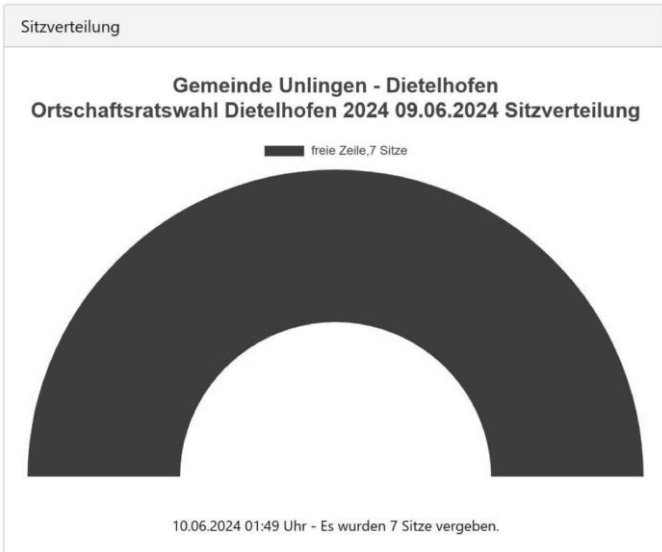 Sitzverteilung
Gemeinde Unlingen - Dietelhofen
Ortschaftsratswahl Dietelhofen 2024 09.06.2024 Sitzverteilung
freie Zeile,7 Sitze
10.06.2024 01:49 Uhr - Es wurden 7 Sitze vergeben.